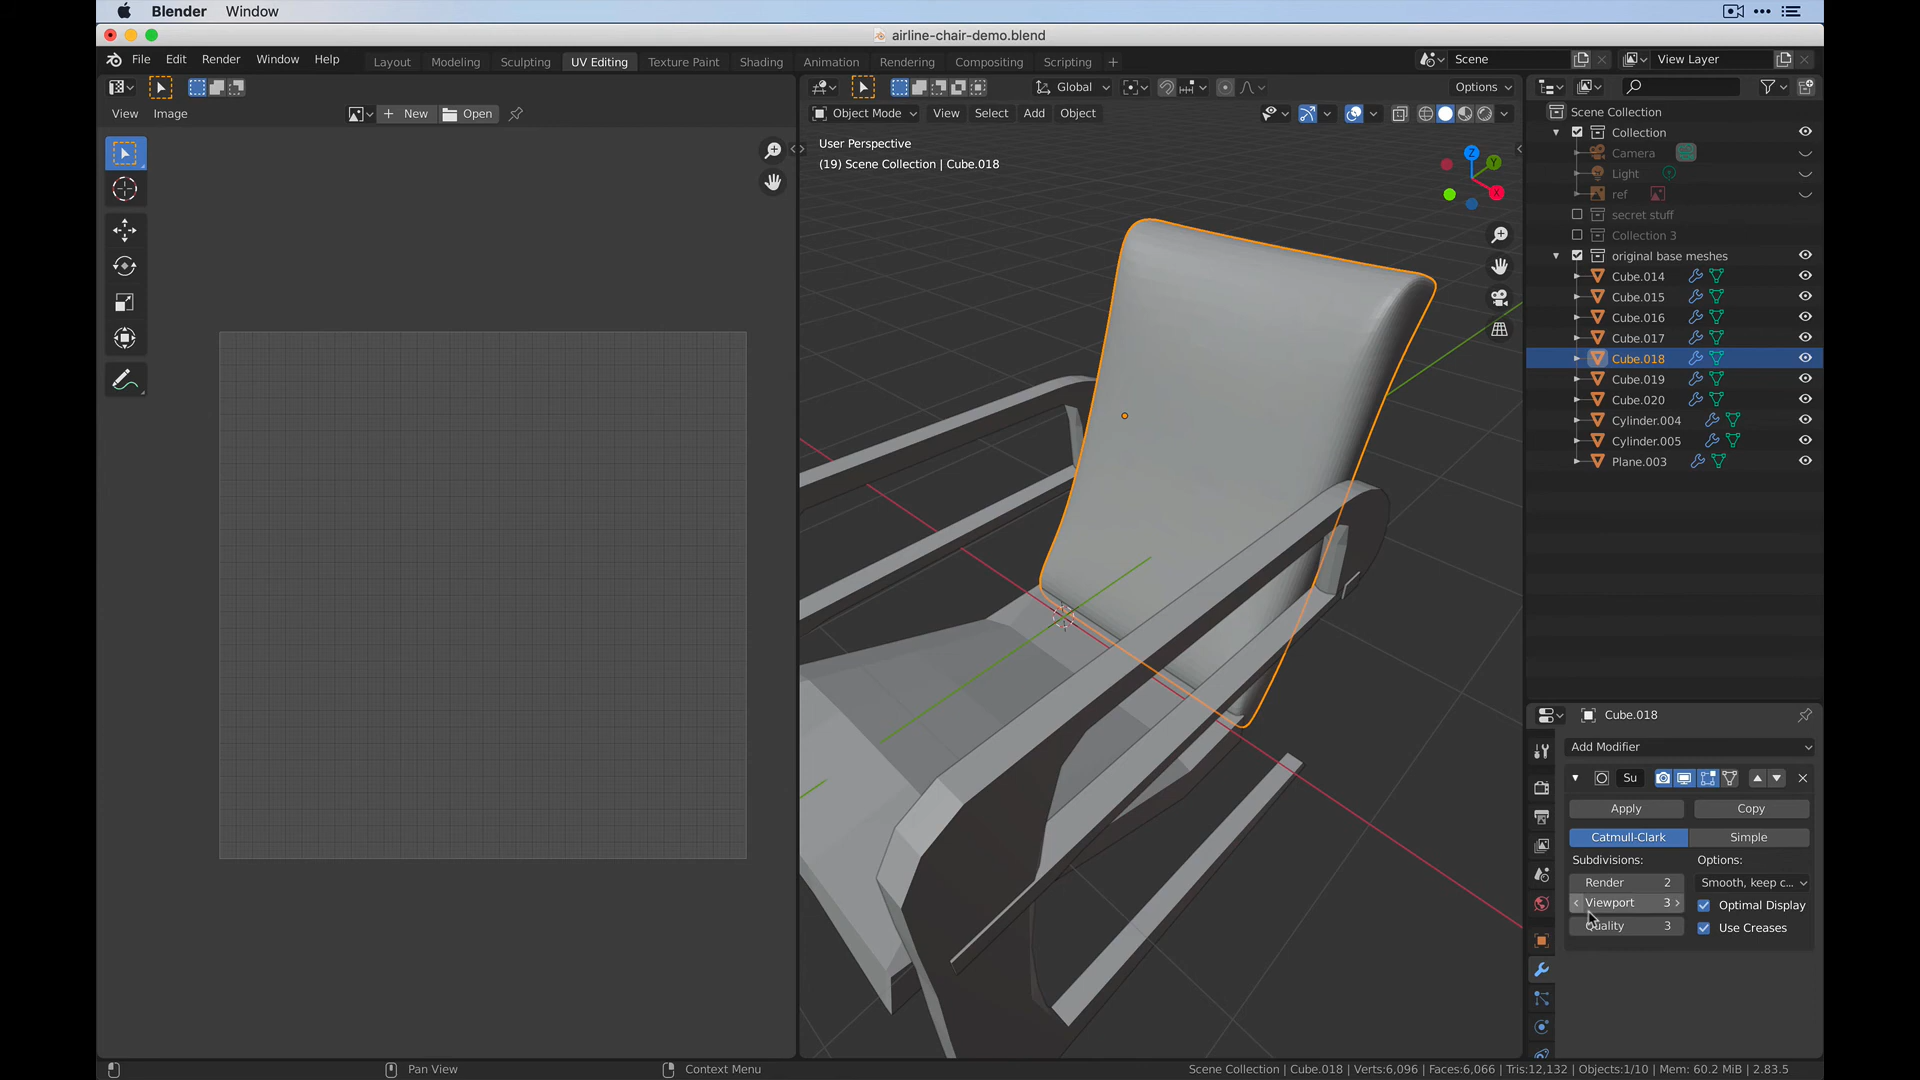 Blender Window
airline-chair-demo.blend
File Edit Render Window Help Layout Modeling Sculpting UV Editing Texture Paint Shading Animation Rendering Compositing Scripting + Scene View Layer
Global Options
View Image + New Open Object Mode View Select Add Object
User Perspective
(19) Scene Collection | Cube.018
Z
Y
X
Scene Collection
Collection
Camera
Light
ref
secret stuff
Collection 3
original base meshes
Cube.014
Cube.015
Cube.016
Cube.017
Cube.018
Cube.019
Cube.020
Cylinder.004
Cylinder.005
Plane.003
Cube.018
Add Modifier
Su
Apply Copy
Catmull-Clark Simple
Subdivisions: Options:
Render 2 Smooth, keep c...
Viewport 3 Optimal Display
Quality 3 Use Creases
Pan View Context Menu Scene Collection | Cube.018 | Verts:6,096 | Faces:6,066 | Tris:12,132 | Objects:1/10 | Mem: 60.2 MiB | 2.83.5